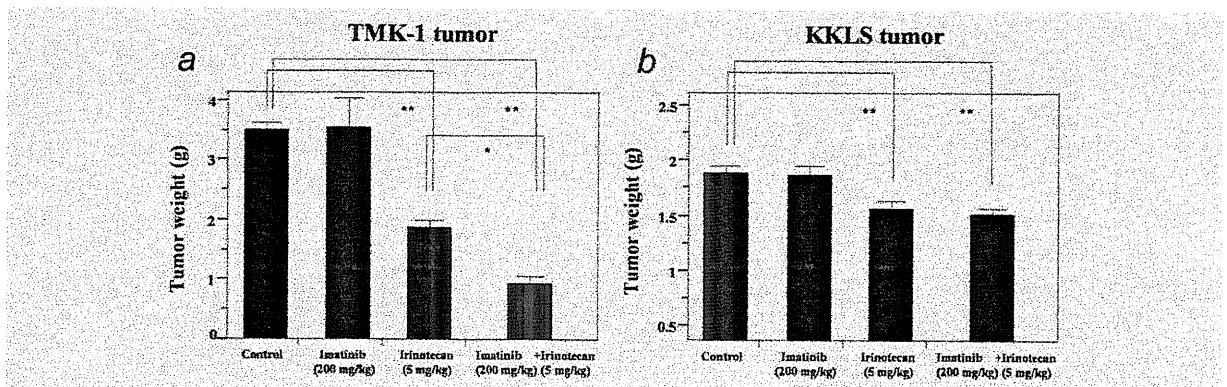 TMK-1 tumor
a
** **
*
Tumor weight (g)
4
3
2
1
0
Control Imatinib Irinotecan Imatinib +Irinotecan
(200 mg/kg) (5 mg/kg) (200 mg/kg) (5 mg/kg)
KKLS tumor
b
** **
Tumor weight (g)
2.5
2
1.5
1
0.5
Control Imatinib Irinotecan Imatinib +Irinotecan
(200 mg/kg) (5 mg/kg) (200 mg/kg) (5 mg/kg)